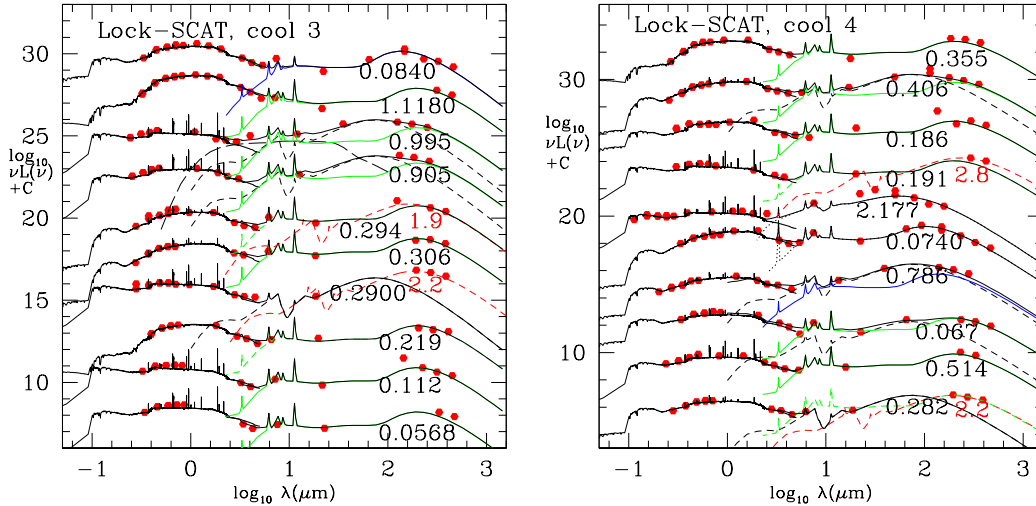 Lock-SCAT, cool 3
30
25
20
15
10
log₁₀
νL(ν)
+C
0.0840
1.1180
0.995
0.905
1.9
0.294
0.306
2.2
0.2900
0.219
0.112
0.0568
−1 0 1 2 3
log₁₀ λ(μm)
Lock-SCAT, cool 4
30
20
10
log₁₀
νL(ν)
+C
0.355
0.406
0.186
0.191 2.8
2.177
0.0740
0.786
0.067
0.514
0.282 2.2
−1 0 1 2 3
log₁₀ λ(μm)